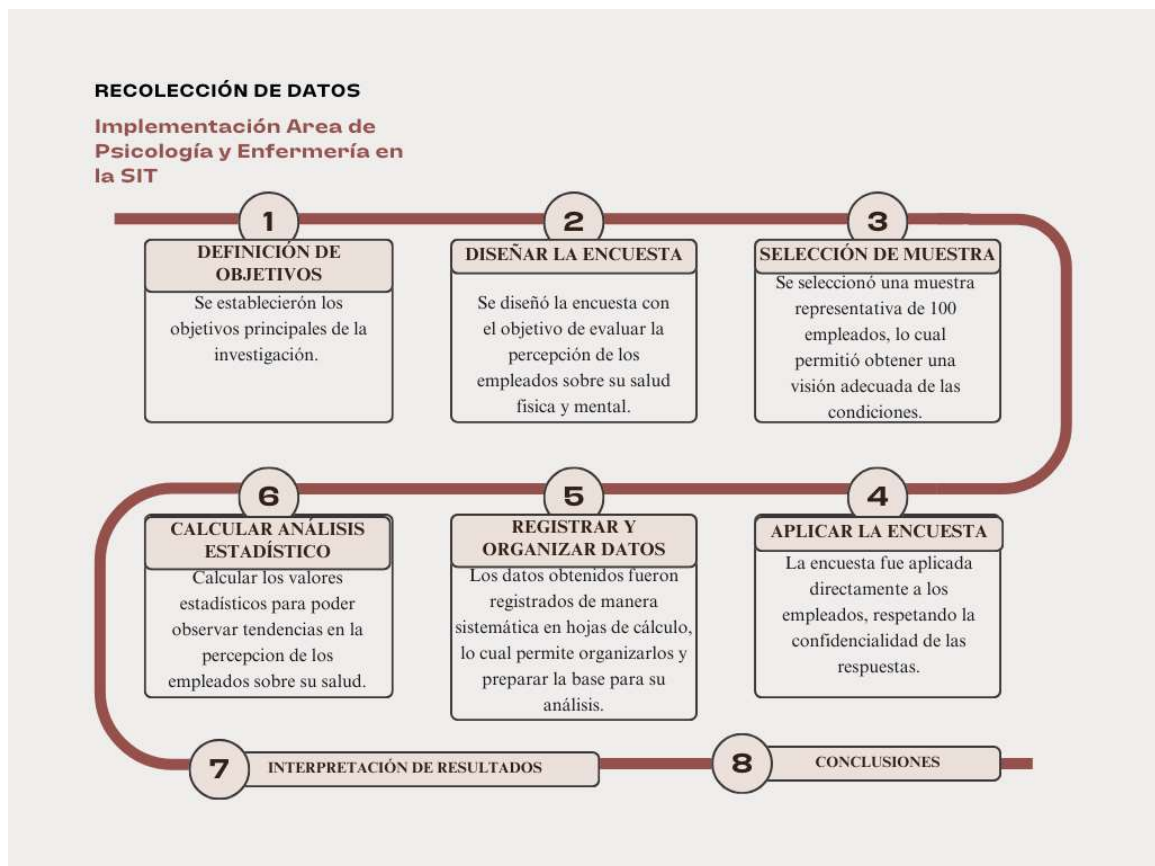 RECOLECCIÓN DE DATOS
Implementación Area de
Psicología y Enfermería en
la SIT
1
DEFINICIÓN DE
OBJETIVOS
Se establecierón los
objetivos principales de la
investigación.
2
DISEÑAR LA ENCUESTA
Se diseñó la encuesta con
el objetivo de evaluar la
percepción de los
empleados sobre su salud
física y mental.
3
SELECCIÓN DE MUESTRA
Se seleccionó una muestra
representativa de 100
empleados, lo cual
permitió obtener una
visión adecuada de las
condiciones.
4
APLICAR LA ENCUESTA
La encuesta fue aplicada
directamente a los
empleados, respetando la
confidencialidad de las
respuestas.
5
REGISTRAR Y
ORGANIZAR DATOS
Los datos obtenidos fueron
registrados de manera
sistemática en hojas de cálculo,
lo cual permite organizarlos y
preparar la base para su
análisis.
6
CALCULAR ANÁLISIS
ESTADÍSTICO
Calcular los valores
estadísticos para poder
observar tendencias en la
percepcion de los
empleados sobre su salud.
7
INTERPRETACIÓN DE RESULTADOS
8
CONCLUSIONES